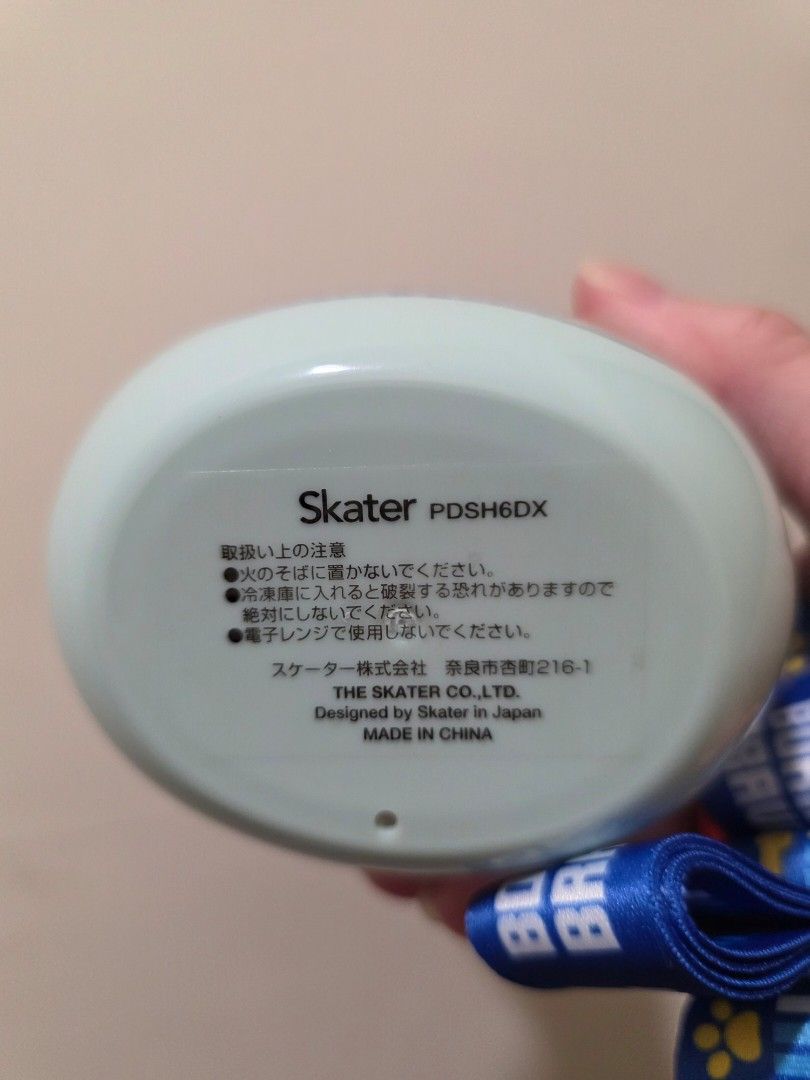 Skater PDSH6DX
取扱い上の注意
●火のそばに置かないでください。
●冷凍庫に入れると破裂する恐れがありますので
絶対にしないでください。
●電子レンジで使用しないでください。
スケーター株式会社 奈良市杏町216-1
THE SKATER CO.,LTD.
Designed by Skater in Japan
MADE IN CHINA